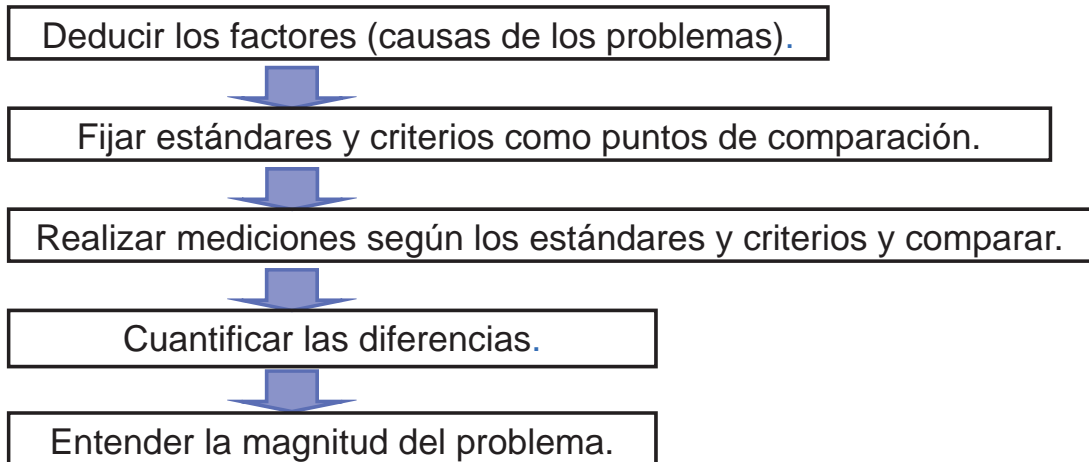 Deducir los factores (causas de los problemas).
Fijar estándares y criterios como puntos de comparación.
Realizar mediciones según los estándares y criterios y comparar.
Cuantificar las diferencias.
Entender la magnitud del problema.